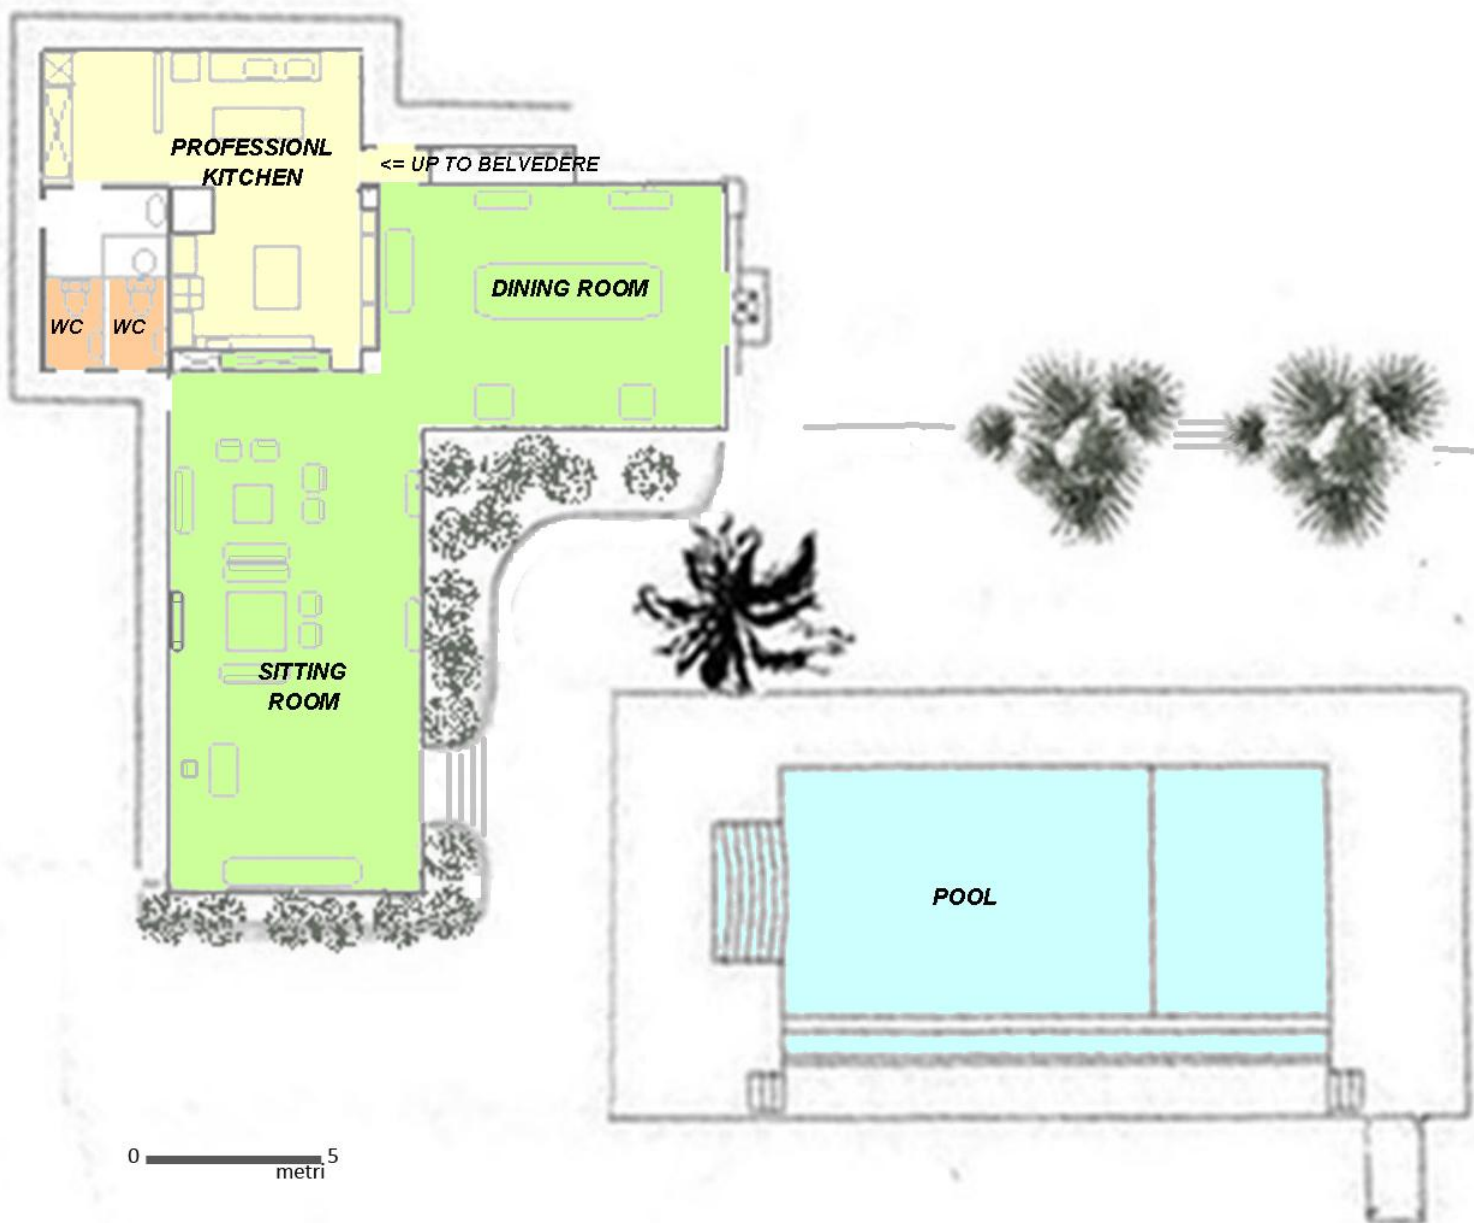 PROFESSIONL
KITCHEN
<= UP TO BELVEDERE
DINING ROOM
WC
WC
SITTING
ROOM
POOL
0 5
metri